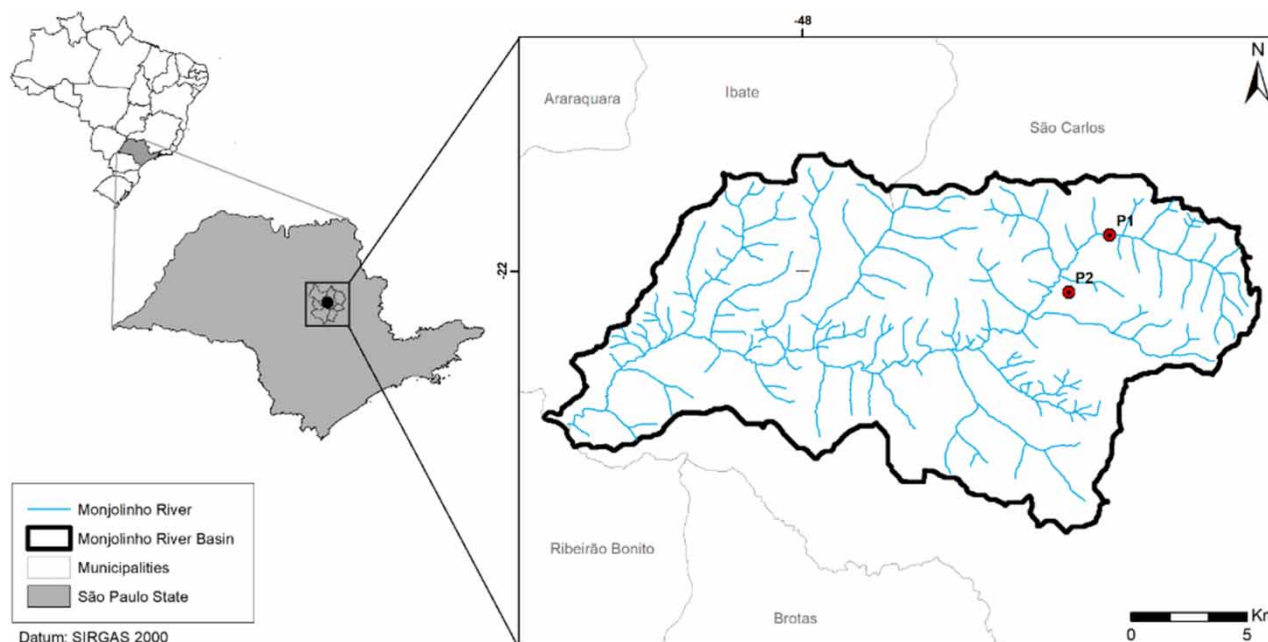 -48
N
Araraquara
Ibate
São Carlos
P1
-22
P2
Monjolinho River
Monjolinho River Basin
Municipalities
São Paulo State
Ribeirão Bonito
Brotas
Km
0 5
Datum: SIRGAS 2000